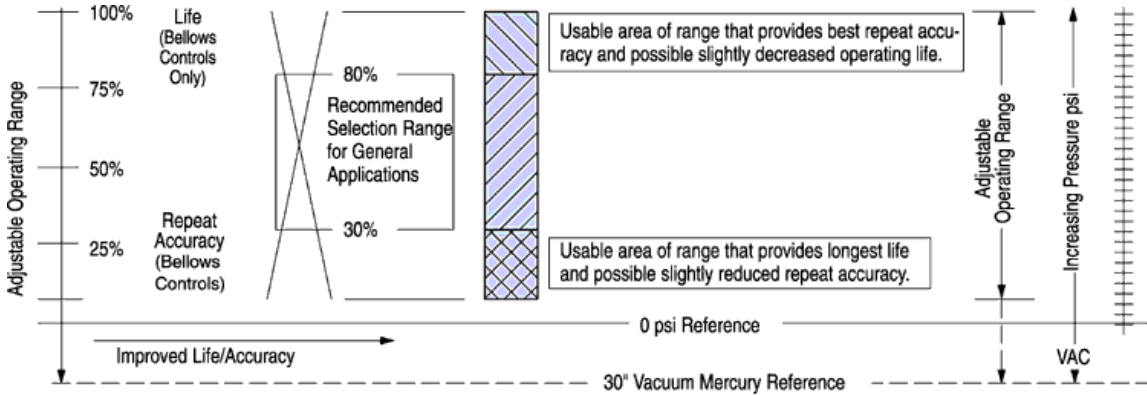 100%
75%
50%
25%
Adjustable Operating Range
Life
(Bellows
Controls
Only)
Repeat
Accuracy
(Bellows
Controls)
80%
Recommended
Selection Range
for General
Applications
30%
Usable area of range that provides best repeat accu-
racy and possible slightly decreased operating life.
Usable area of range that provides longest life
and possible slightly reduced repeat accuracy.
Adjustable
Operating Range
Increasing Pressure psi
0 psi Reference
Improved Life/Accuracy
VAC
30" Vacuum Mercury Reference